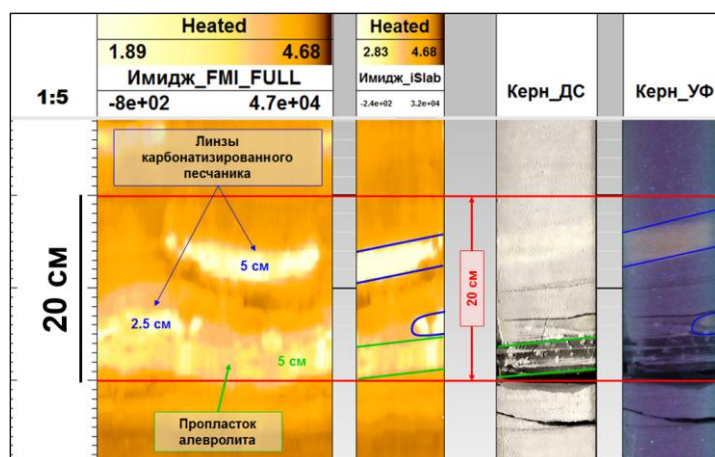 Heated
1.89 4.68
Имидж_FMI_FULL
-8e+02 4.7e+04
1:5
Heated
2.83 4.68
Имидж_iSlab
-2.4e+02 3.2e+04
Керн_ДС
Керн_УФ
Линзы
карбонатизированного
песчаника
5 см
20 см
20 см
2.5 см
5 см
Пропласток
алевролита